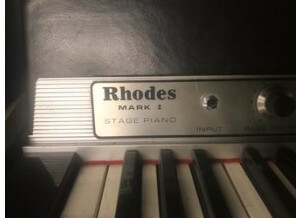 Rhodes
MARK I
STAGE PIANO
INPUT